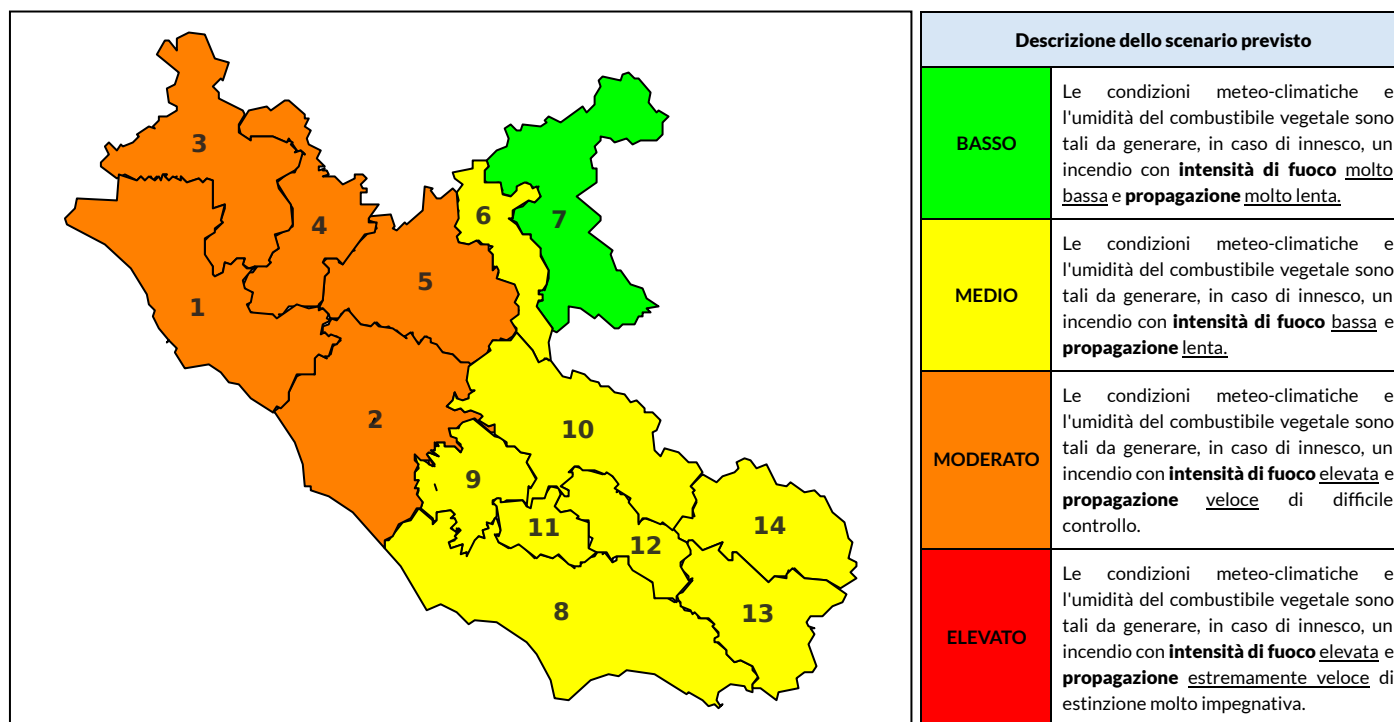 3
4
6
7
5
1
2
10
9
14
11
12
8
13
Descrizione dello scenario previsto
BASSO
Le condizioni meteo-climatiche e
l'umidità del combustibile vegetale sono
tali da generare, in caso di innesco, un
incendio con intensità di fuoco molto
bassa e propagazione molto lenta.
MEDIO
Le condizioni meteo-climatiche e
l'umidità del combustibile vegetale sono
tali da generare, in caso di innesco, un
incendio con intensità di fuoco bassa e
propagazione lenta.
MODERATO
Le condizioni meteo-climatiche e
l'umidità del combustibile vegetale sono
tali da generare, in caso di innesco, un
incendio con intensità di fuoco elevata e
propagazione veloce di difficile
controllo.
ELEVATO
Le condizioni meteo-climatiche e
l'umidità del combustibile vegetale sono
tali da generare, in caso di innesco, un
incendio con intensità di fuoco elevata e
propagazione estremamente veloce di
estinzione molto impegnativa.